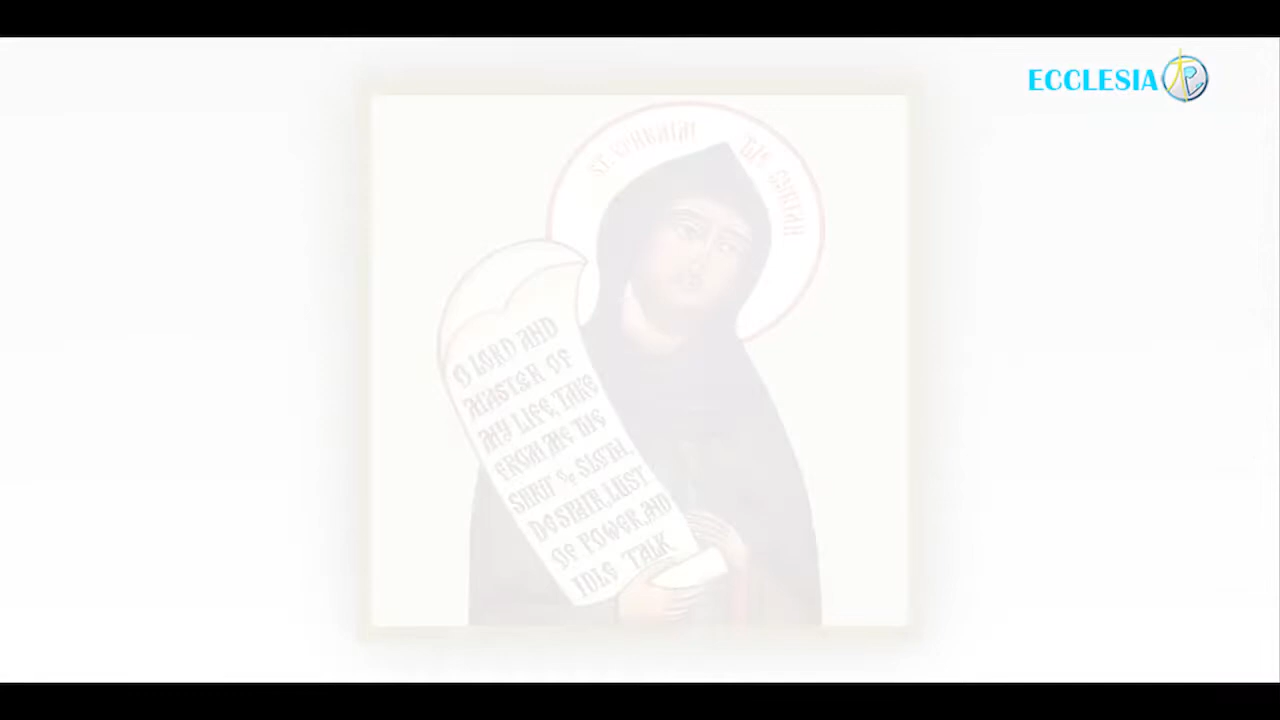 ECCLESIA
ST. EPHRAIM THE SYRIAN
O LORD AND
MASTER OF
MY LIFE, TAKE
FROM ME THE
SPIRIT OF SLOTH,
DESPAIR, LUST
OF POWER, AND
IDLE TALK